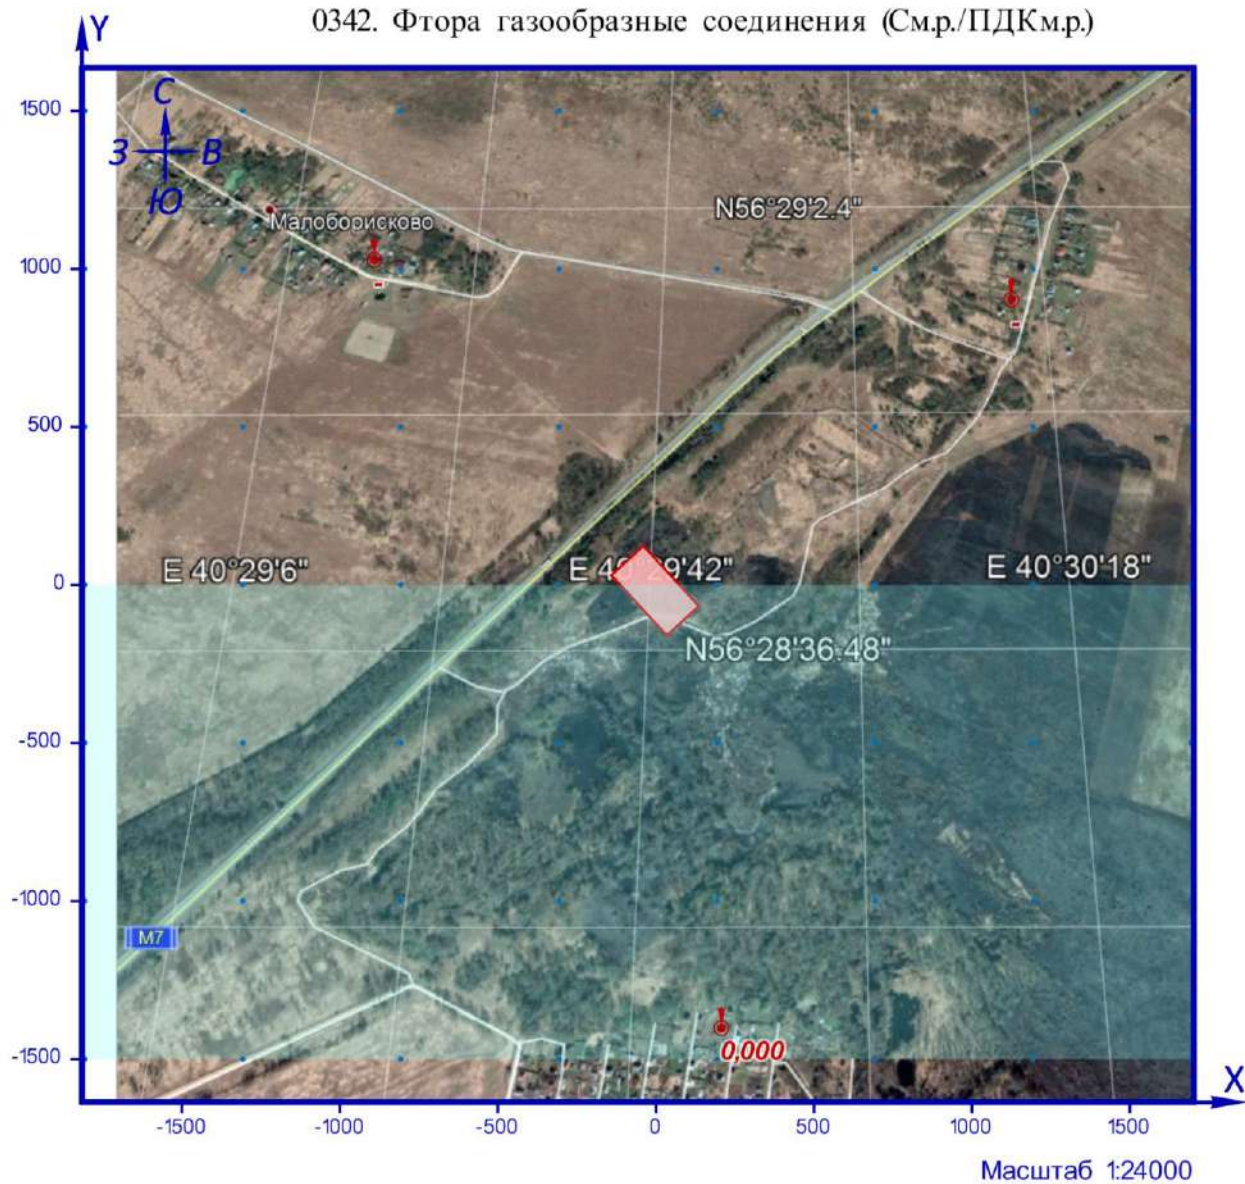 0342. Фтора газообразные соединения (См.р./ПДКм.р.)
Y
1500
С
З В
Ю
N56°29'2.4"
Малоборисково
1000
500
0
E 40°29'6"
E 40°29'42"
E 40°30'18"
N56°28'36.48"
-500
-1000
М7
-1500
0,000
X
-1500 -1000 -500 0 500 1000 1500
Масштаб 1:24000